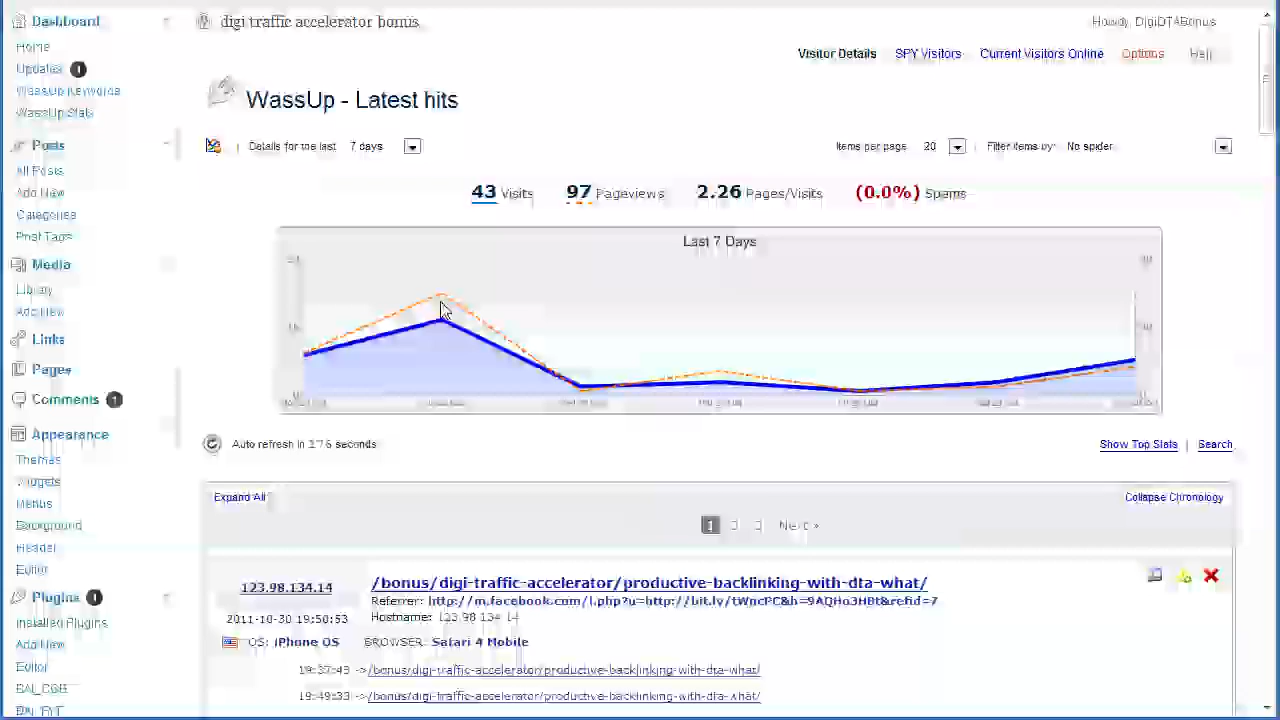 Dashboard
digi traffic accelerator bonus
Howdy, DigiDTABonus
Home
Updates 1
WassUp Keywords
WassUp Stats
Visitor Details SPY Visitors Current Visitors Online Options Help
WassUp - Latest hits
Posts
Details for the last 7 days
Items per page 20 | Filter items by: No spider
All Posts
Add New
Categories
Post Tags
43 Visits 97 Pageviews 2.26 Pages/Visits (0.0%) Spams
Last 7 Days
Media
Library
Add New
Links
Pages
Comments 1
Appearance
Themes
Widgets
Menus
Background
Header
Editor
Auto refresh in 176 seconds
Show Top Stats | Search
Expand All
Collapse Chronology
1 2 3 Next »
Plugins 1
Installed Plugins
Add New
Editor
123.98.134.14
/bonus/digi-traffic-accelerator/productive-backlinking-with-dta-what/
Referrer: http://m.facebook.com/l.php?u=http://bit.ly/tWncPC&h=9AQHo3HBt&refid=7
2011-10-30 19:50:53
Hostname: 123.98.134.14
OS: iPhone OS BROWSER: Safari 4 Mobile
19:37:43 ->/bonus/digi-traffic-accelerator/productive-backlinking-with-dta-what/
19:49:33 ->/bonus/digi-traffic-accelerator/productive-backlinking-with-dta-what/